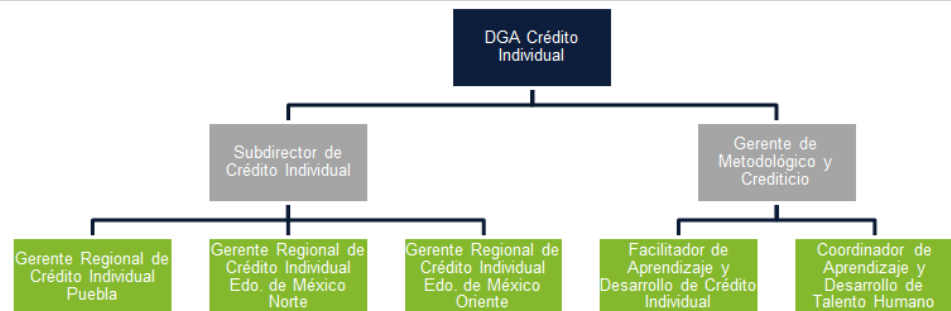 DGA Crédito
Individual
Subdirector de
Crédito Individual
Gerente de
Metodológico y
Crediticio
Gerente Regional de
Crédito Individual
Puebla
Gerente Regional de
Crédito Individual
Edo. de México
Norte
Gerente Regional de
Crédito Individual
Edo. de México
Oriente
Facilitador de
Aprendizaje y
Desarrollo de Crédito
Individual
Coordinador de
Aprendizaje y
Desarrollo de
Talento Humano